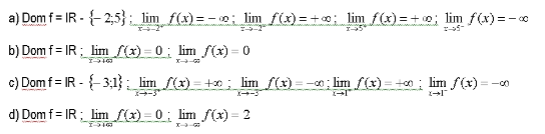 a) Dom f = IR - {- 2;5} ; lim x→-2 f(x) = -∞ ; lim x→-2 f(x) = +∞ ; lim x→5 f(x) = +∞ ; lim x→5 f(x) = -∞
b) Dom f = IR ; lim x→+∞ f(x) = 0 ; lim x→-∞ f(x) = 0
c) Dom f = IR - {- 3;1} ; lim x→-3 f(x) = +∞ ; lim x→-3 f(x) = -∞ ; lim x→1 f(x) = +∞ ; lim x→1 f(x) = -∞
d) Dom f = IR ; lim x→+∞ f(x) = 0 ; lim x→-∞ f(x) = 2